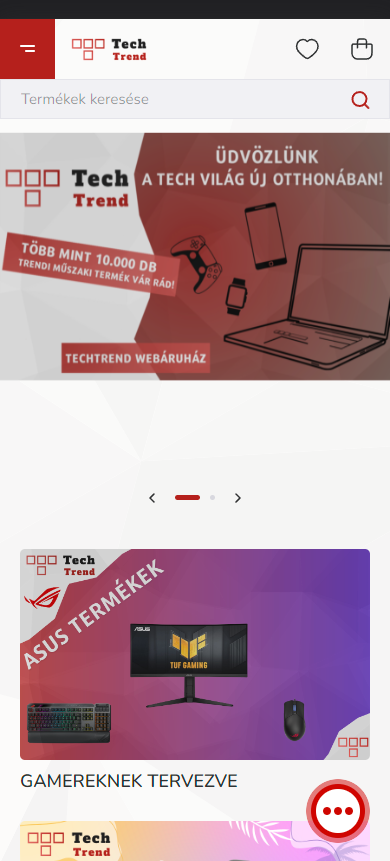 Tech
Trend
Termékek keresése
Tech
Trend
ÜDVÖZLÜNK
A TECH VILÁG ÚJ OTTHONÁBAN!
TÖBB MINT 10.000 DB
TRENDI MŰSZAKI TERMÉK VÁR RÁD!
TECHTREND WEBÁRUHÁZ
Tech
Trend
ASUS TERMÉKEK
ASUS
TUF GAMING
GAMEREKNEK TERVEZVE
Tech
Trend